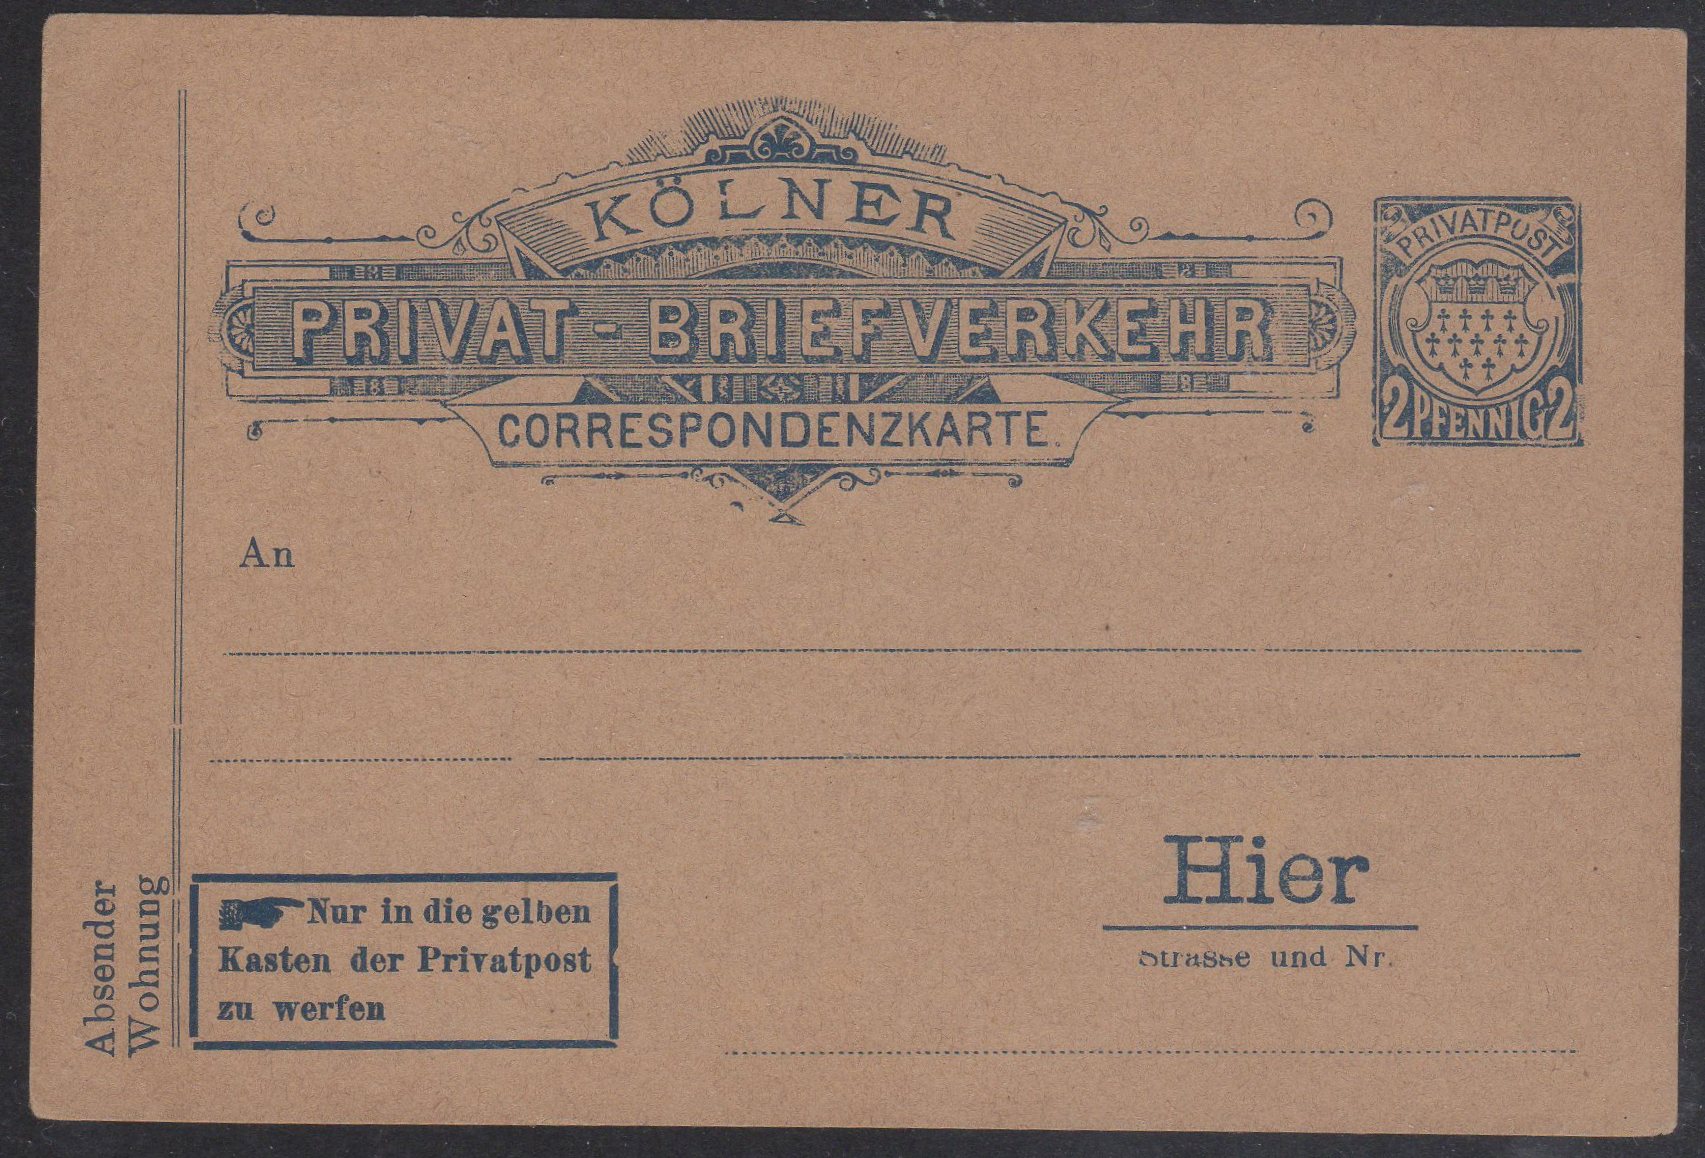 KÖLNER
PRIVAT-BRIEFVERKEHR
CORRESPONDENZKARTE.
PRIVATPOST
2 PFENNIG 2
An
Hier
Strasse und Nr.
Nur in die gelben
Kasten der Privatpost
zu werfen
Absender
Wohnung